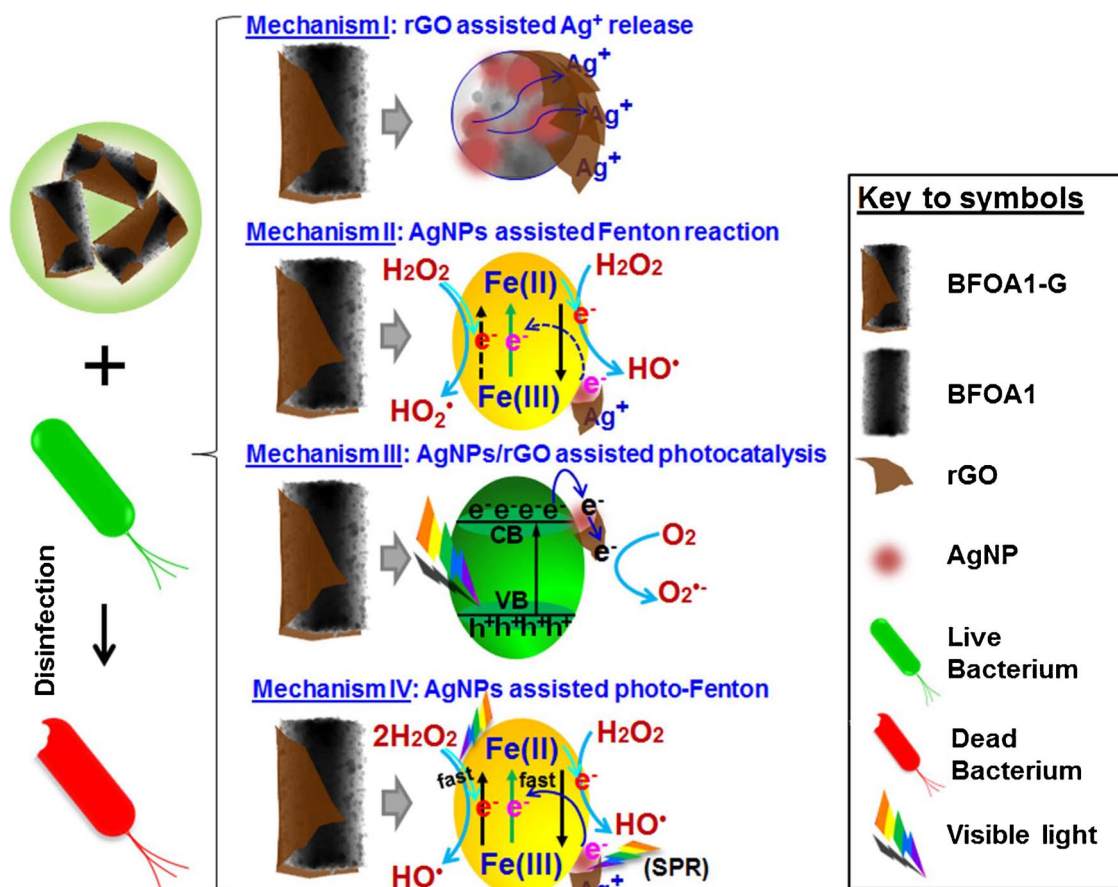 Mechanism I: rGO assisted Ag⁺ release
Ag⁺
Ag⁺
Ag⁺
Mechanism II: AgNPs assisted Fenton reaction
H₂O₂
H₂O₂
Fe(II)
e⁻
e⁻
e⁻
HO•
Fe(III)
e⁻
HO₂•
Ag⁺
Mechanism III: AgNPs/rGO assisted photocatalysis
e⁻e⁻e⁻e⁻
e⁻
CB
e⁻
O₂
VB
O₂•⁻
h⁺h⁺h⁺h⁺
Mechanism IV: AgNPs assisted photo-Fenton
2H₂O₂
H₂O₂
Fe(II)
fast
fast
e⁻
e⁻
e⁻
HO•
Fe(III)
e⁻
(SPR)
HO•
Ag⁺
+
Disinfection
Key to symbols
BFOA1-G
BFOA1
rGO
AgNP
Live
Bacterium
Dead
Bacterium
Visible light